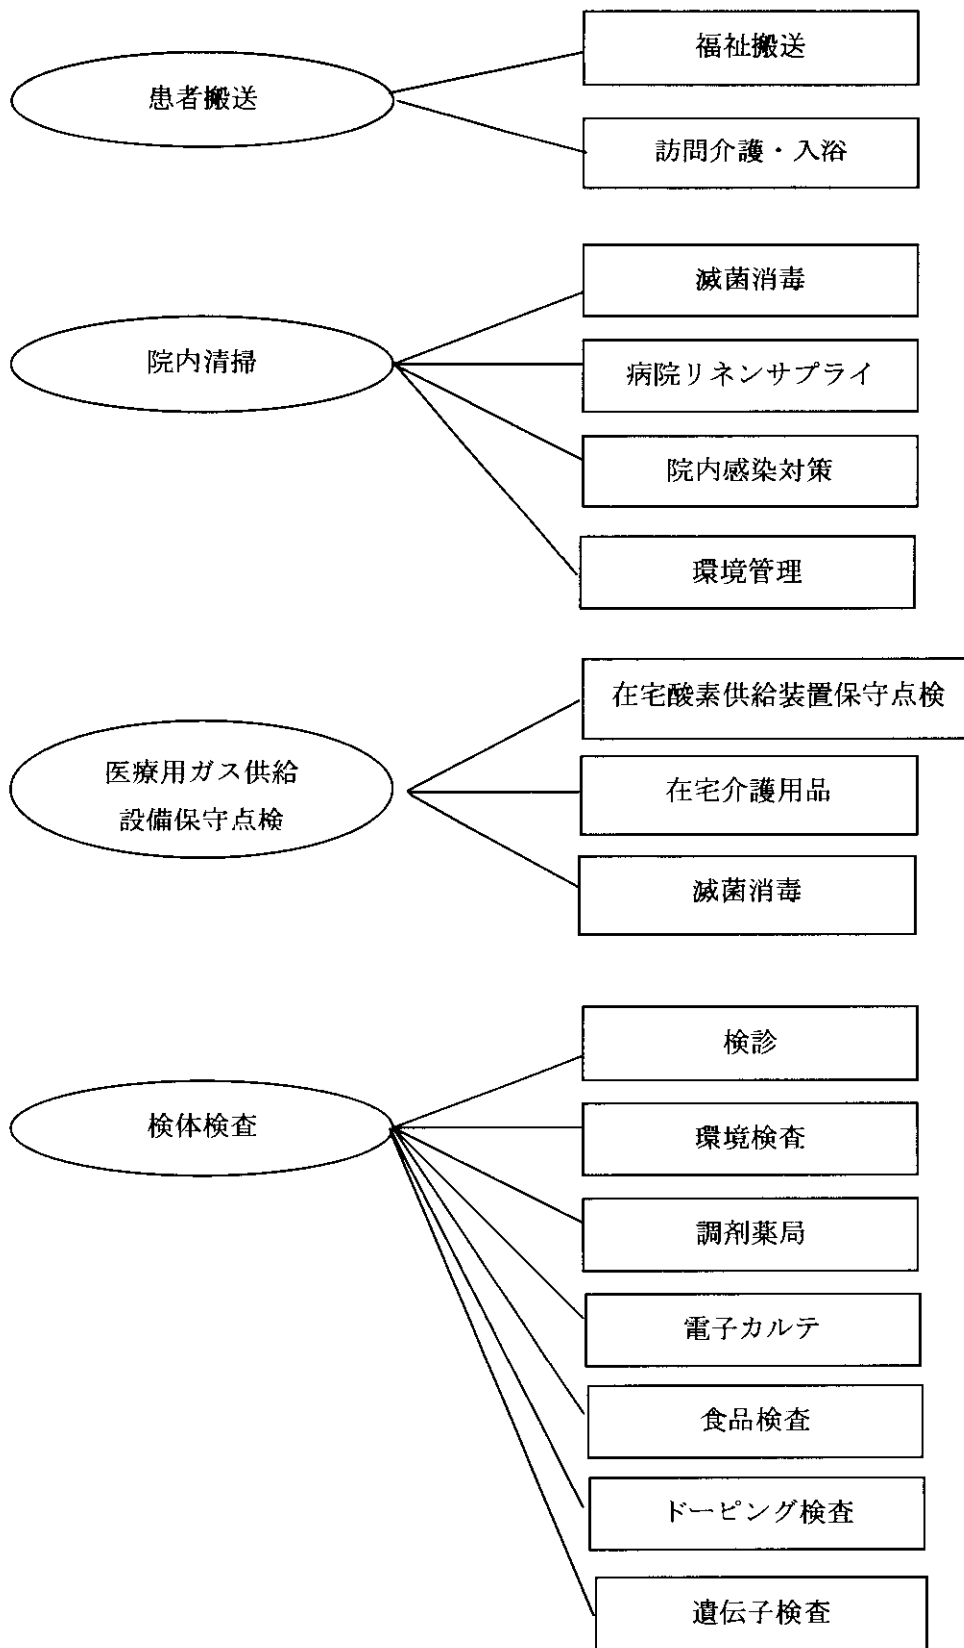 患者搬送
福祉搬送
訪問介護・入浴
院内清掃
滅菌消毒
病院リネンサプライ
院内感染対策
環境管理
医療用ガス供給
設備保守点検
在宅酸素供給装置保守点検
在宅介護用品
滅菌消毒
検体検査
検診
環境検査
調剤薬局
電子カルテ
食品検査
ドーピング検査
遺伝子検査